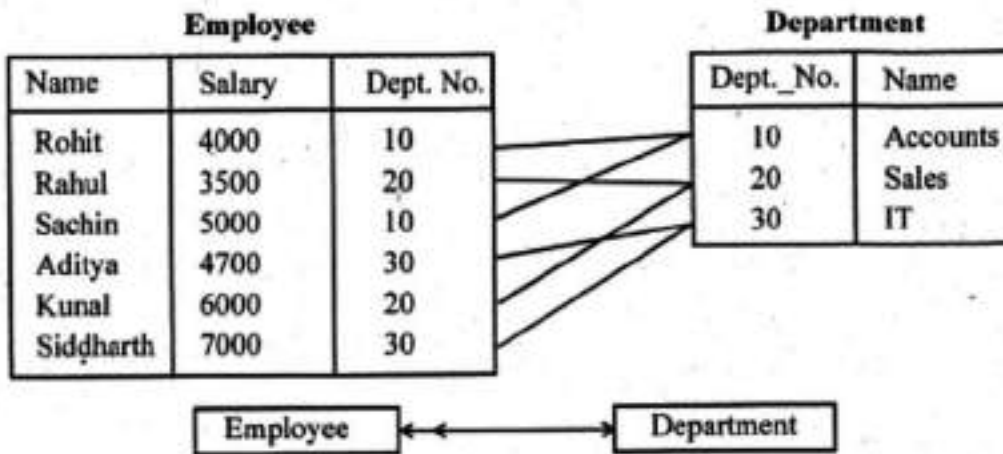 Employee
Department
Name Salary Dept. No.
Dept._No. Name
Rohit 4000 10
10 Accounts
Rahul 3500 20
20 Sales
Sachin 5000 10
30 IT
Aditya 4700 30
Kunal 6000 20
Siddharth 7000 30
Employee Department